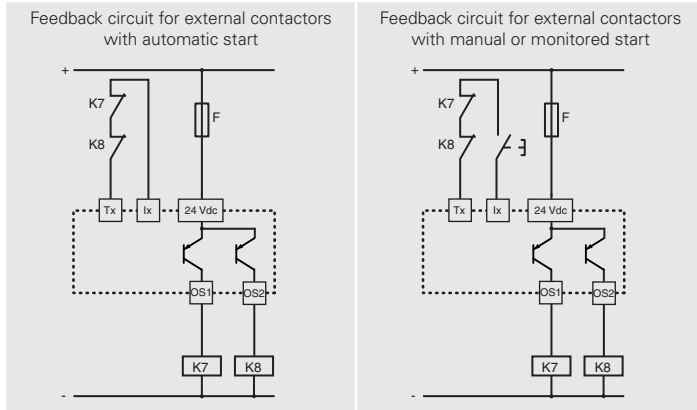 Feedback circuit for external contactors
with automatic start
+
K7
F
K8
Tx
Ix
24 Vdc
OS1
OS2
K7
K8
-
Feedback circuit for external contactors
with manual or monitored start
+
K7
F
K8
Tx
Ix
24 Vdc
OS1
OS2
K7
K8
-